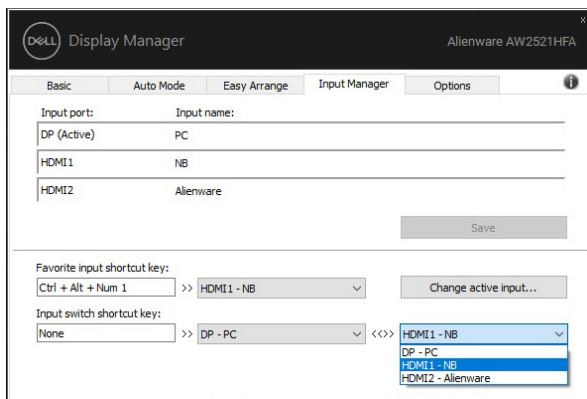 DELL Display Manager Alienware AW2521HFA
x
Basic Auto Mode Easy Arrange Input Manager Options i
Input port: Input name:
DP (Active) PC
HDMI1 NB
HDMI2 Alienware
Save
Favorite input shortcut key:
Ctrl + Alt + Num 1 >> HDMI1 - NB Change active input...
Input switch shortcut key:
None >> DP - PC <<>> HDMI1 - NB
DP - PC
HDMI1 - NB
HDMI2 - Alienware